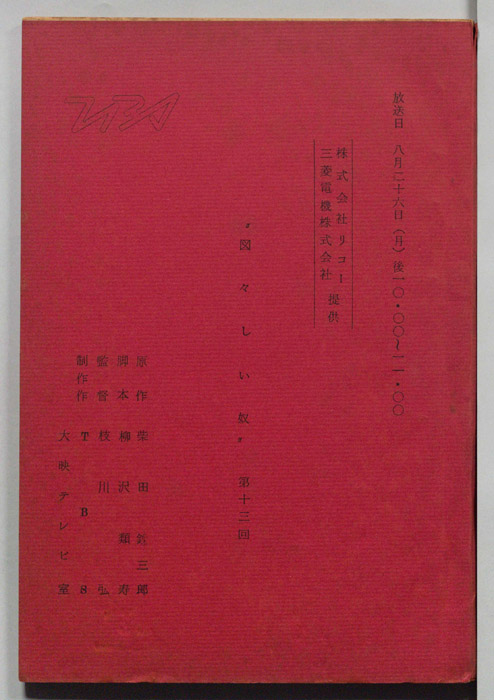 放送日　八月二十六日（月）後一〇・〇〇～一一・〇〇
株式会社リコー
三菱電機株式会社
提供
〝図々しい奴〟　第十三回
原作　柴田錬三郎
脚本　柳沢類寿
監督　枝川弘
制作　TBS
大映テレビ室